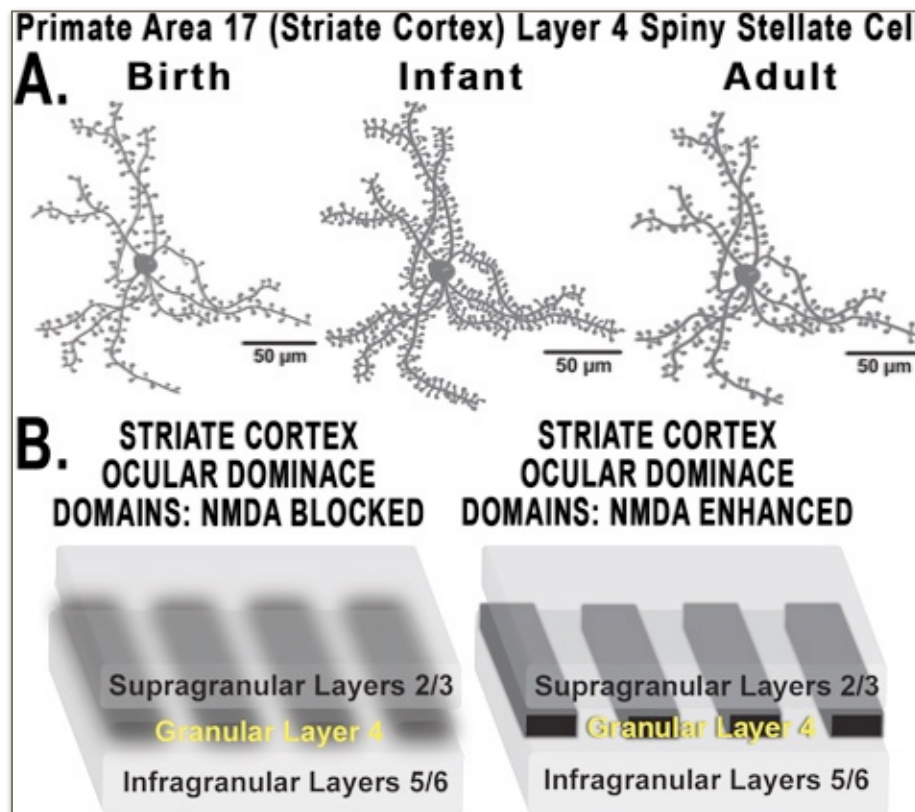 Primate Area 17 (Striate Cortex) Layer 4 Spiny Stellate Cel
A.
Birth
Infant
Adult
50 µm
50 µm
50 µm
B.
STRIATE CORTEX
OCULAR DOMINACE
DOMAINS: NMDA BLOCKED
STRIATE CORTEX
OCULAR DOMINACE
DOMAINS: NMDA ENHANCED
Supragranular Layers 2/3
Granular Layer 4
Infragranular Layers 5/6
Supragranular Layers 2/3
Granular Layer 4
Infragranular Layers 5/6